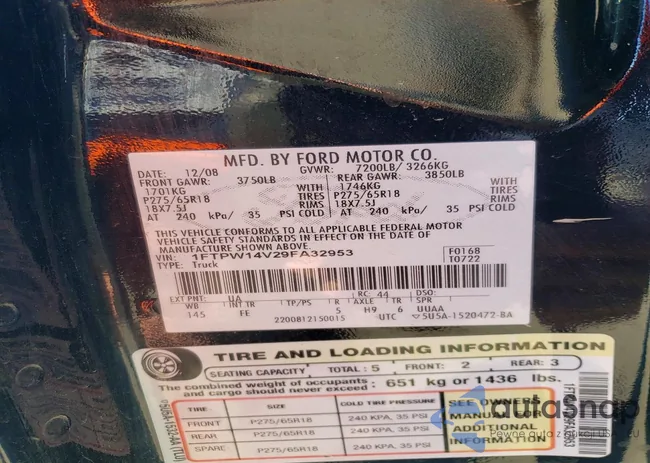 MFD. BY FORD MOTOR CO.
DATE: 12/08 GVWR: 7200LB/ 3266KG
FRONT GAWR: 3750LB REAR GAWR: 3850LB
1701KG WITH 1746KG WITH
P275/65R18 TIRES P275/65R18 TIRES
18X7.5J RIMS 18X7.5J RIMS
AT 240 kPa/ 35 PSI COLD AT 240 kPa/ 35 PSI COLD
THIS VEHICLE CONFORMS TO ALL APPLICABLE FEDERAL MOTOR
VEHICLE SAFETY STANDARDS IN EFFECT ON THE DATE OF
MANUFACTURE SHOWN ABOVE.
VIN: 1FTPW14V29FA32953 F0168
TYPE: Truck T0722
EXT PNT: UA RC: 44 DSO:
WB INT TR TP/PS R AXLE TR SPR
145 FE 5 H9 6 UUAA
220081215001S UTC 5U5A-1520472-BA
TIRE AND LOADING INFORMATION
SEATING CAPACITY TOTAL: 5 FRONT: 2 REAR: 3
The combined weight of occupants and cargo should never exceed: 651 kg or 1436 lbs.
TIRE SIZE COLD TIRE PRESSURE
FRONT P275/65R18 240 KPA, 35 PSI
REAR P275/65R18 240 KPA, 35 PSI
SPARE P275/65R18 240 KPA, 35 PSI
SEE OWNERS
MANUAL FOR
ADDITIONAL
INFORMATION
autoSnap
Pewne auta z aukcji USA